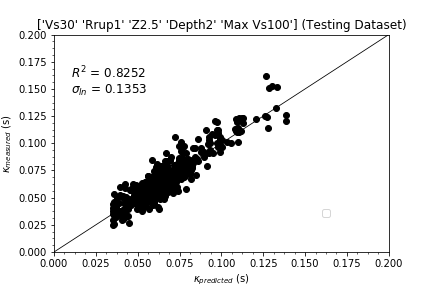 ['Vs30' 'Rrup1' 'Z2.5' 'Depth2' 'Max Vs100'] (Testing Dataset)
0.200
0.175
0.150
0.125
0.100
0.075
0.050
0.025
0.000
κmeasured (s)
R² = 0.8252
σln = 0.1353
0.000 0.025 0.050 0.075 0.100 0.125 0.150 0.175 0.200
κpredicted (s)